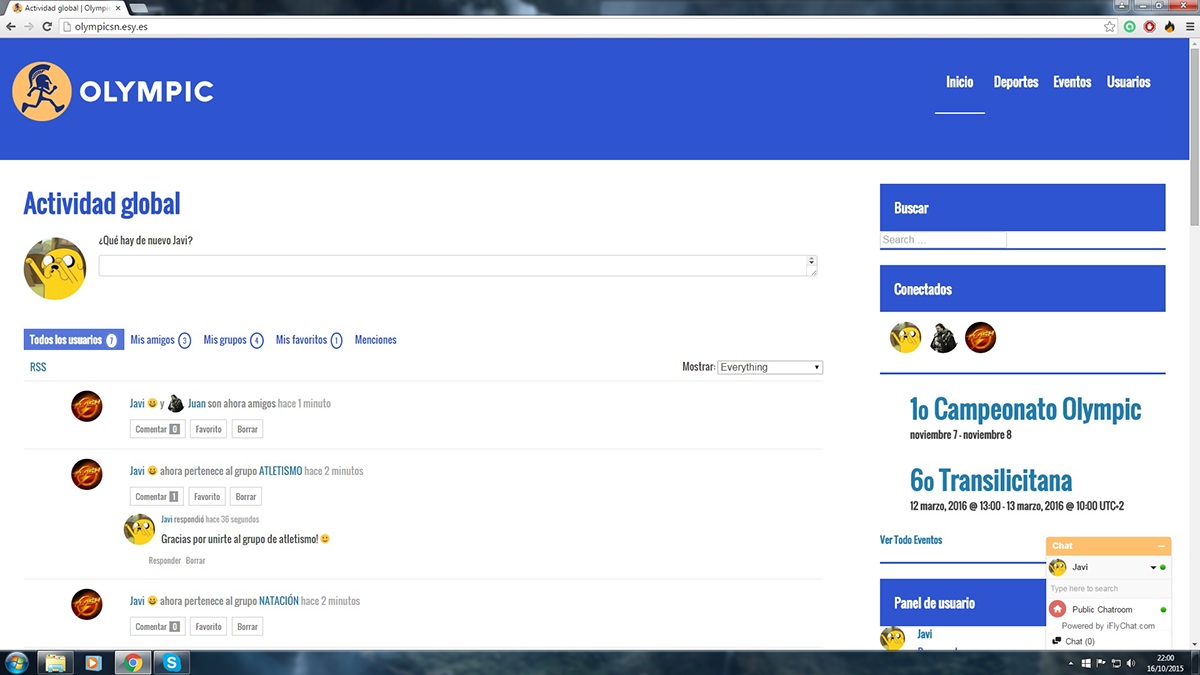 Actividad global | Olympic
olympicsn.esy.es
OLYMPIC
Inicio Deportes Eventos Usuarios
Actividad global
¿Qué hay de nuevo Javi?
Todos los usuarios 7 Mis amigos 3 Mis grupos 4 Mis favoritos 1 Menciones
RSS
Mostrar: Everything
Javi 😀 y Juan son ahora amigos hace 1 minuto
Comentar 0 Favorito Borrar
Javi 😀 ahora pertenece al grupo ATLETISMO hace 2 minutos
Comentar 1 Favorito Borrar
Javi respondió hace 36 segundos
Gracias por unirte al grupo de atletismo! 🙂
Responder Borrar
Javi 😀 ahora pertenece al grupo NATACIÓN hace 2 minutos
Comentar 0 Favorito Borrar
Buscar
Search ...
Conectados
1o Campeonato Olympic
noviembre 7 - noviembre 8
6o Transilicitana
12 marzo, 2016 @ 13:00 - 13 marzo, 2016 @ 10:00 UTC+2
Ver Todo Eventos
Panel de usuario
Javi
Chat
Javi
Type here to search
Public Chatroom
Powered by iFlyChat.com
Chat (0)
22:00
16/10/2015